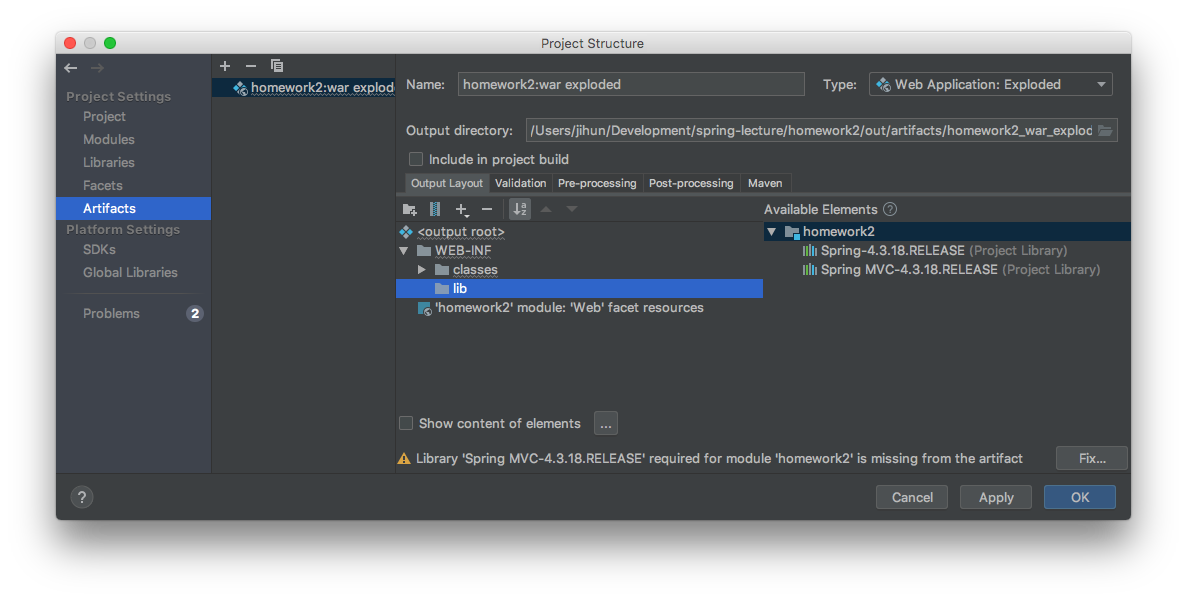 Project Structure
Project Settings
Project
Modules
Libraries
Facets
Artifacts
Platform Settings
SDKs
Global Libraries
Problems 2
homework2:war explod
Name: homework2:war exploded Type: Web Application: Exploded
Output directory: /Users/jihun/Development/spring-lecture/homework2/out/artifacts/homework2_war_explod
Include in project build
Output Layout Validation Pre-processing Post-processing Maven
Available Elements ?
<output root>
WEB-INF
classes
lib
'homework2' module: 'Web' facet resources
homework2
Spring-4.3.18.RELEASE (Project Library)
Spring MVC-4.3.18.RELEASE (Project Library)
Show content of elements ...
Library 'Spring MVC-4.3.18.RELEASE' required for module 'homework2' is missing from the artifact Fix...
? Cancel Apply OK